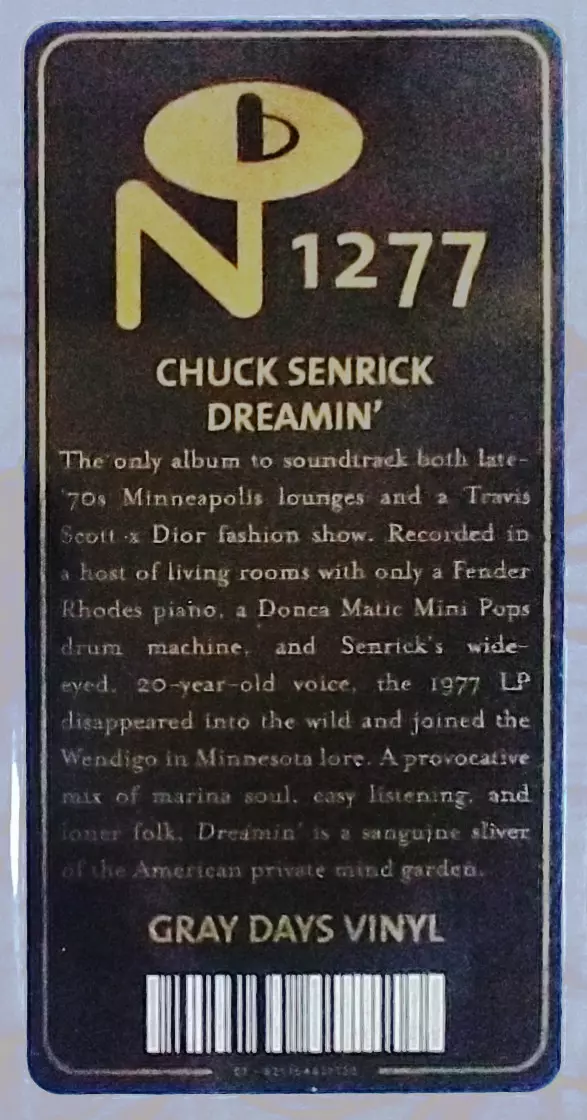 N b 1277
CHUCK SENRICK
DREAMIN'
The only album to soundtrack both late-
'70s Minneapolis lounges and a Travis
Scott x Dior fashion show. Recorded in
a host of living rooms with only a Fender
Rhodes piano, a Donca Matic Mini Pops
drum machine, and Senrick's wide-
eyed, 20-year-old voice, the 1977 LP
disappeared into the wild and joined the
Wendigo in Minnesota lore. A provocative
mix of marina soul, easy listening, and
loner folk, Dreamin' is a sanguine sliver
of the American private mind garden.
GRAY DAYS VINYL